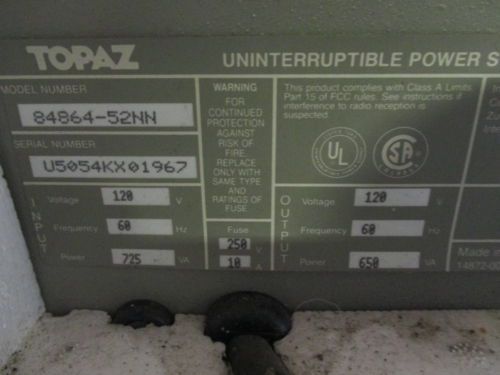 TOPAZ
UNINTERRUPTIBLE POWER S
MODEL NUMBER
84864-52NN
SERIAL NUMBER
U5054KX01967
INPUT
Voltage 120 V
Frequency 60 Hz
Power 725 VA
WARNING
FOR
CONTINUED
PROTECTION
AGAINST
RISK OF
FIRE,
REPLACE
ONLY WITH
SAME TYPE
AND
RATINGS OF
FUSE.
Fuse
250 V
10 A
This product complies with Class A Limits
Part 15 of FCC rules. See instructions if
interference to radio reception is
suspected.
UL
SA
OUTPUT
Voltage 120 V
Frequency 60 Hz
Power 650 VA
Made in